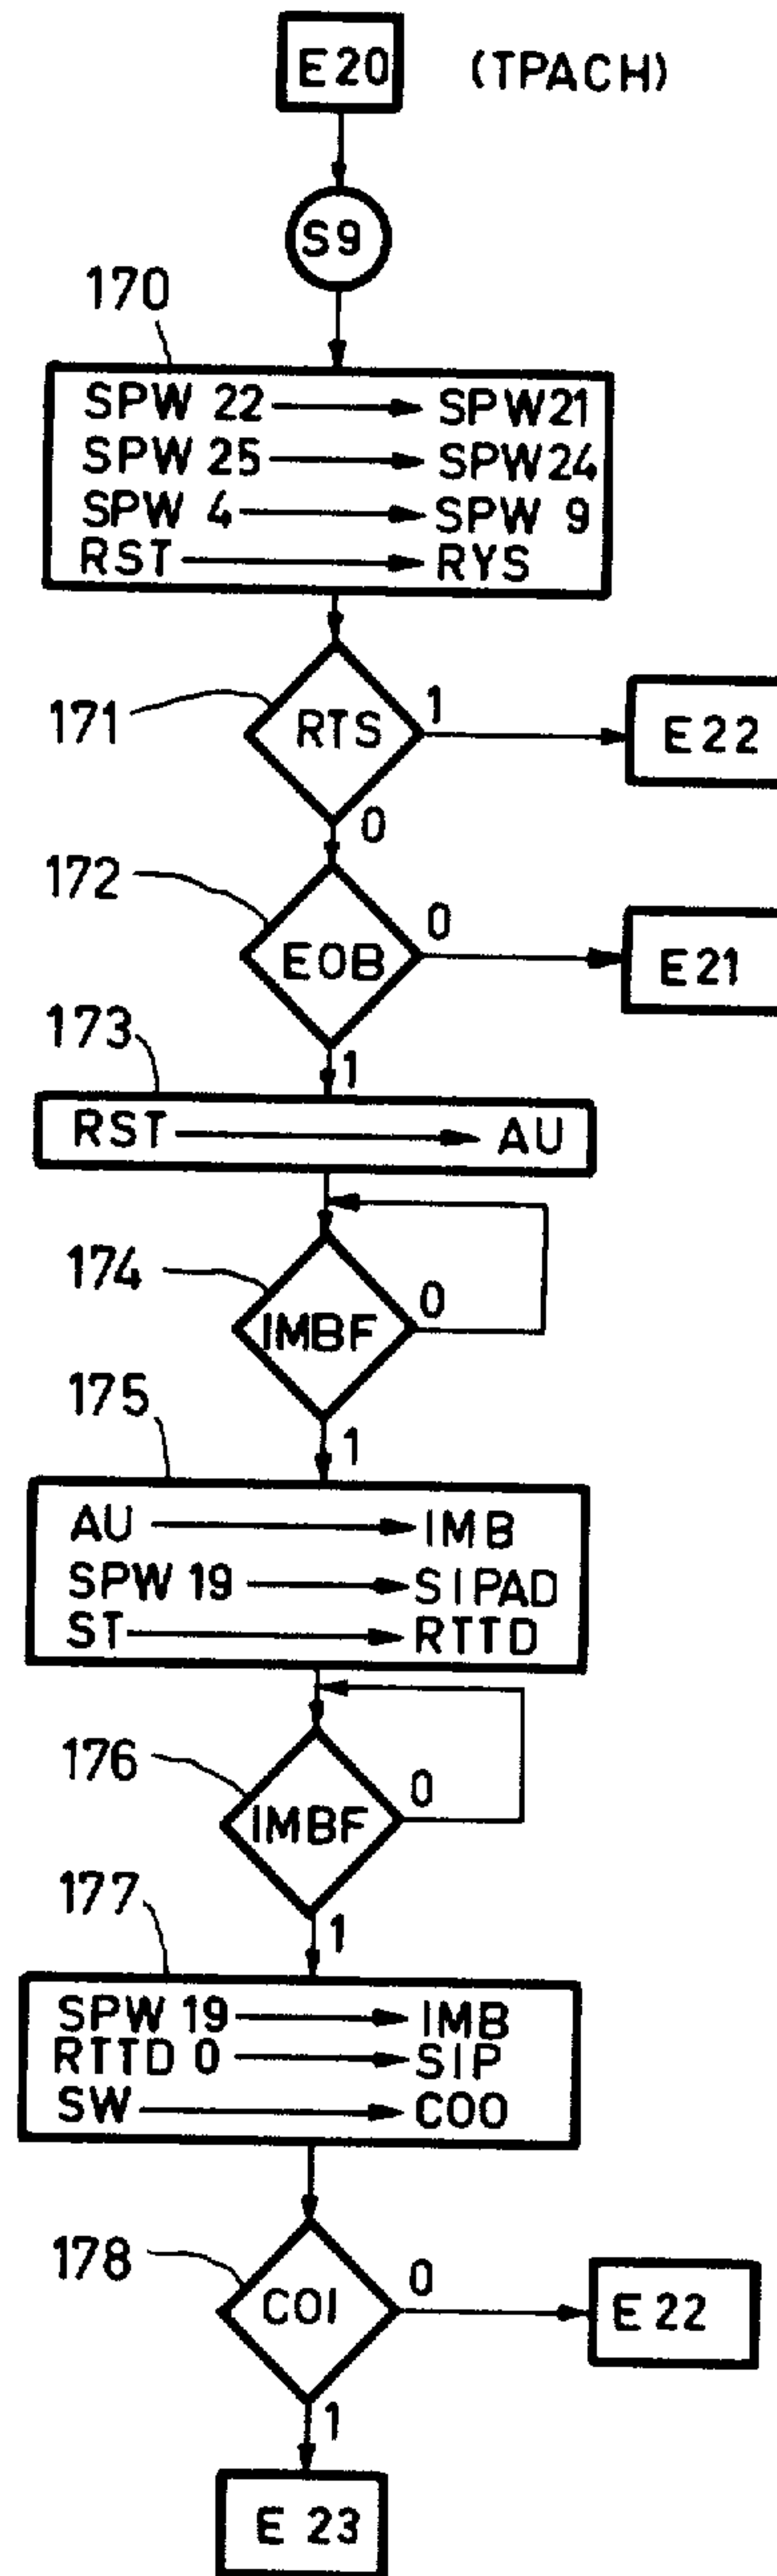 E20 (TPACH)
S9
170
SPW 22 → SPW21
SPW 25 → SPW24
SPW 4 → SPW 9
RST → RYS
171
RTS
1
E22
0
172
EOB
0
E21
1
173
RST → AU
174
IMBF
0
175
1
AU → IMB
SPW 19 → SIPAD
ST → RTTD
176
IMBF
0
177
1
SPW 19 → IMB
RTTD 0 → SIP
SW → COO
178
COI
0
E22
1
E 23